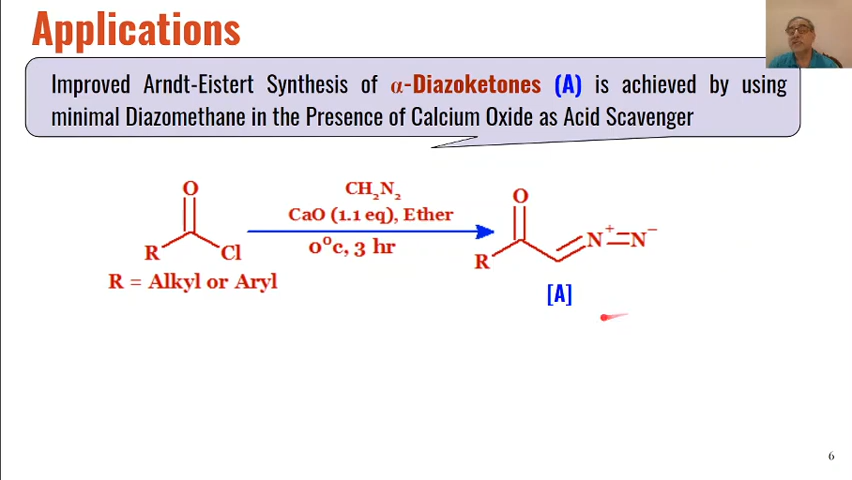 Applications
Improved Arndt-Eistert Synthesis of α-Diazoketones (A) is achieved by using
minimal Diazomethane in the Presence of Calcium Oxide as Acid Scavenger
O
R
Cl
R = Alkyl or Aryl
CH₂N₂
CaO (1.1 eq), Ether
0⁰c, 3 hr
O
R
N⁺=N⁻
[A]
6